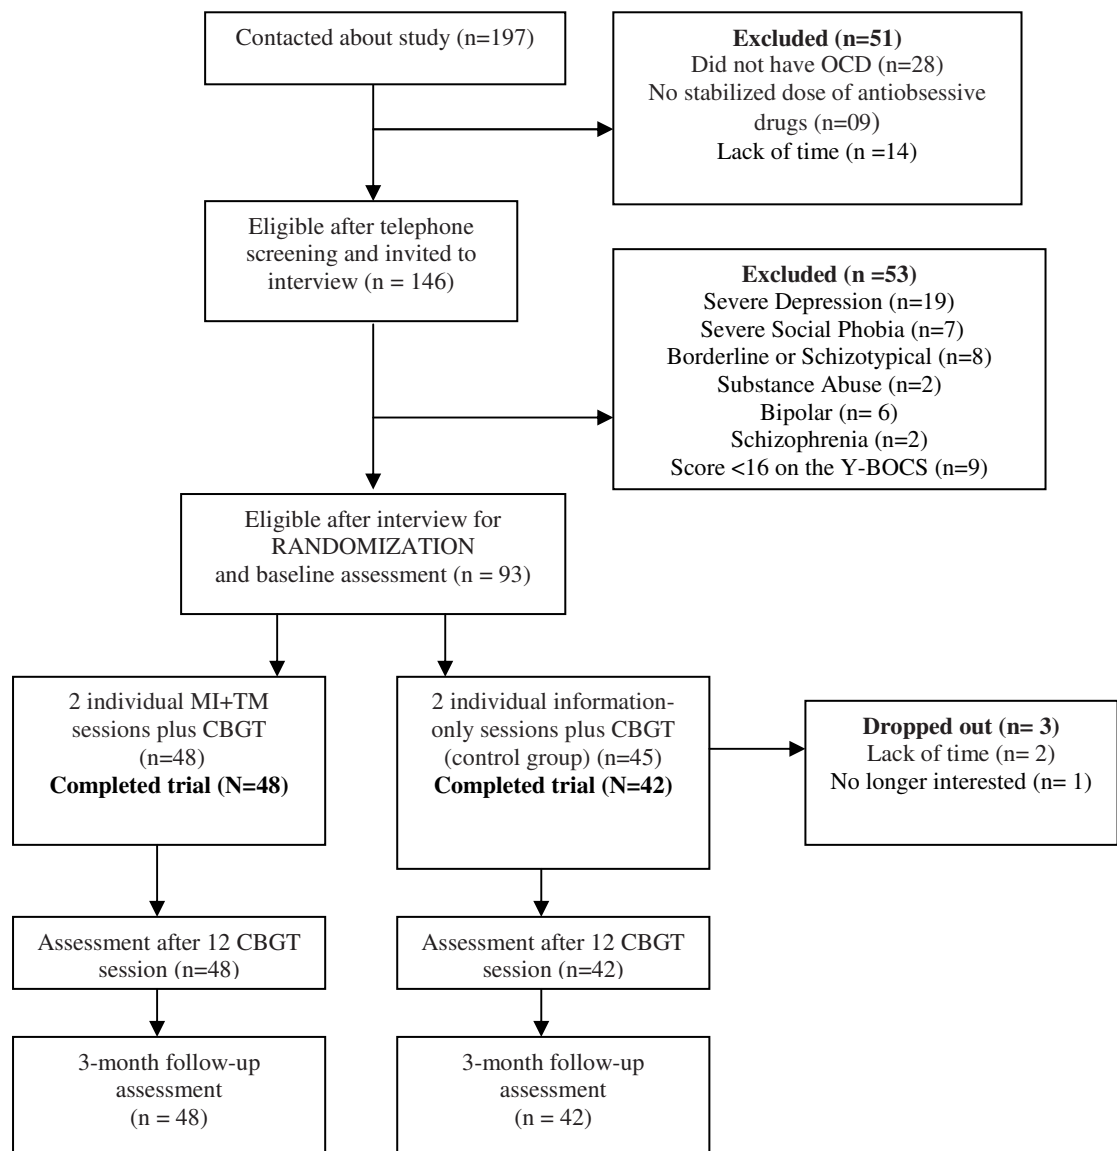 Contacted about study (n=197)
Excluded (n=51)
Did not have OCD (n=28)
No stabilized dose of antiobsessive
drugs (n=09)
Lack of time (n =14)
Eligible after telephone
screening and invited to
interview (n = 146)
Excluded (n =53)
Severe Depression (n=19)
Severe Social Phobia (n=7)
Borderline or Schizotypical (n=8)
Substance Abuse (n=2)
Bipolar (n= 6)
Schizophrenia (n=2)
Score <16 on the Y-BOCS (n=9)
Eligible after interview for
RANDOMIZATION
and baseline assessment (n = 93)
2 individual MI+TM
sessions plus CBGT
(n=48)
Completed trial (N=48)
2 individual information-
only sessions plus CBGT
(control group) (n=45)
Completed trial (N=42)
Dropped out (n= 3)
Lack of time (n= 2)
No longer interested (n= 1)
Assessment after 12 CBGT
session (n=48)
Assessment after 12 CBGT
session (n=42)
3-month follow-up
assessment
(n = 48)
3-month follow-up
assessment
(n = 42)